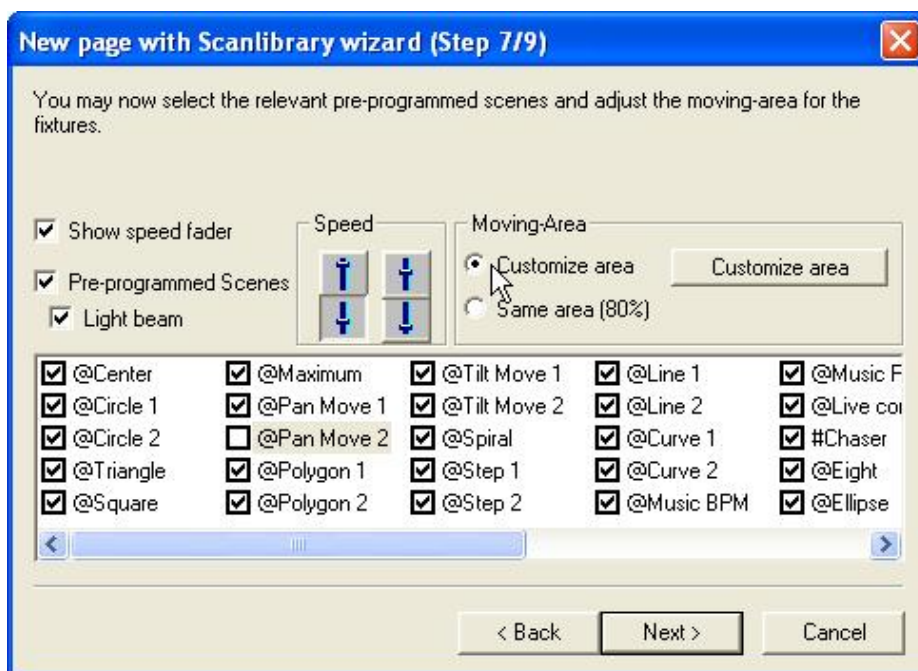 New page with Scanlibrary wizard (Step 7/9)
You may now select the relevant pre-programmed scenes and adjust the moving-area for the
fixtures.
Show speed fader
Pre-programmed Scenes
Light beam
Speed
Moving-Area
Customize area
Customize area
Same area (80%)
@Center @Maximum @Tilt Move 1 @Line 1 @Music F
@Circle 1 @Pan Move 1 @Tilt Move 2 @Line 2 @Live
@Circle 2 @Pan Move 2 @Spiral @Curve 1 #Chaser
@Triangle @Polygon 1 @Step 1 @Curve 2 @Eight
@Square @Polygon 2 @Step 2 @Music BPM @Ellipse
< Back Next > Cancel